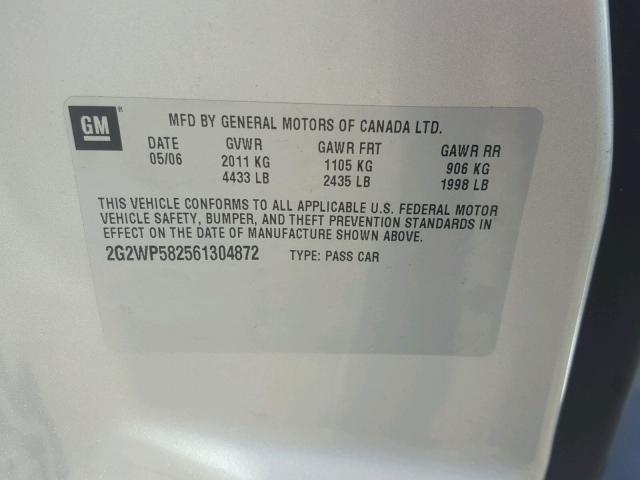 GM®
MFD BY GENERAL MOTORS OF CANADA LTD.
DATE GVWR GAWR FRT GAWR RR
05/06 2011 KG 1105 KG 906 KG
4433 LB 2435 LB 1998 LB
THIS VEHICLE CONFORMS TO ALL APPLICABLE U.S. FEDERAL MOTOR
VEHICLE SAFETY, BUMPER, AND THEFT PREVENTION STANDARDS IN
EFFECT ON THE DATE OF MANUFACTURE SHOWN ABOVE.
2G2WP582561304872 TYPE: PASS CAR